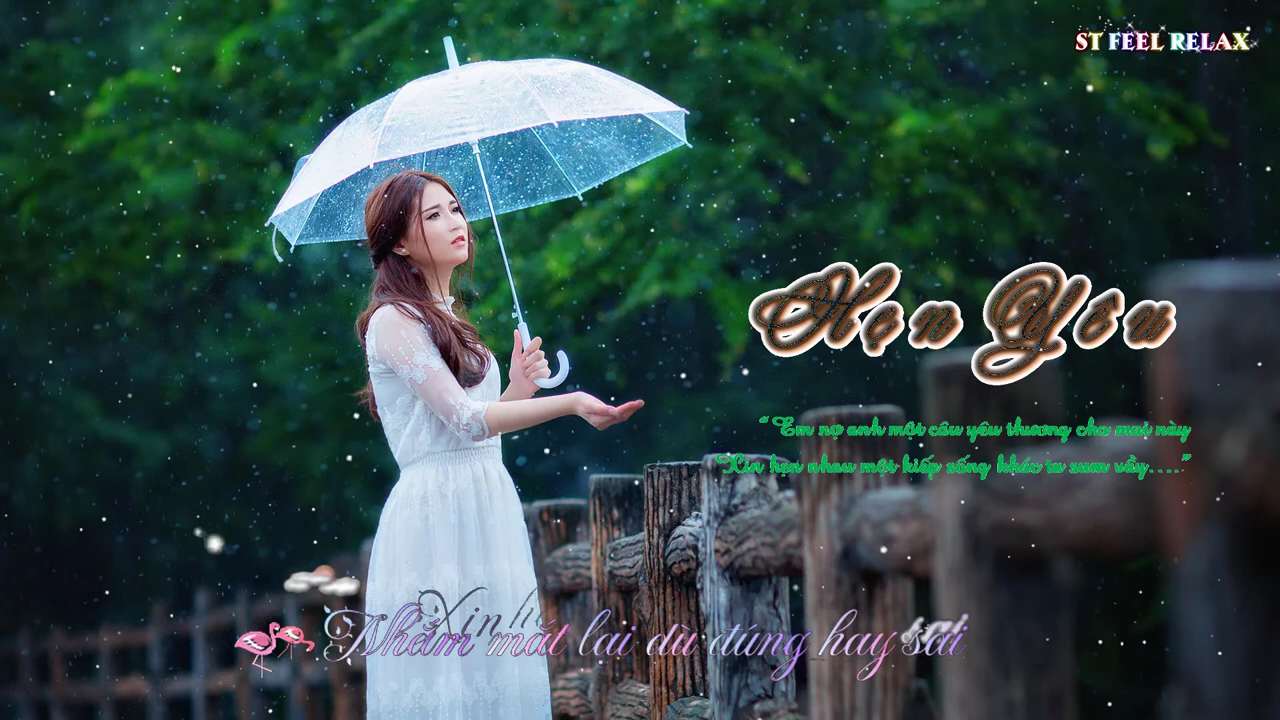 ST FEEL RELAX
Hẹn Yêu
“Em nợ anh một câu yêu thương cho mai này
Xin hẹn nhau một kiếp sống khác ta sum vầy....”
Xin
Nhắm mắt lại dù đúng hay sai